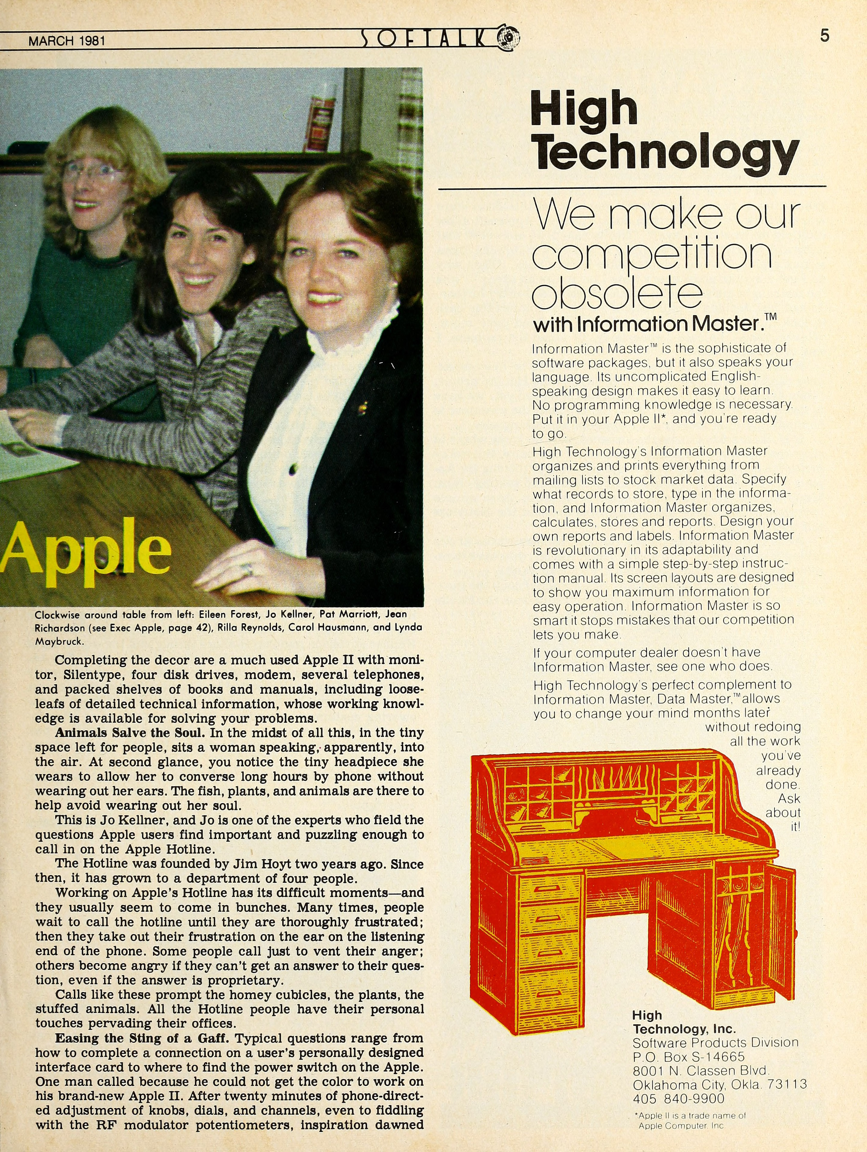 MARCH 1981
SOFTALK
5
Apple
Clockwise around table from left: Eileen Forest, Jo Kellner, Pat Marriott, Jean
Richardson (see Exec Apple, page 42), Rilla Reynolds, Carol Hausmann, and Lynda
Maybruck.
Completing the decor are a much used Apple II with moni-
tor, Silentype, four disk drives, modem, several telephones,
and packed shelves of books and manuals, including loose-
leafs of detailed technical information, whose working knowl-
edge is available for solving your problems.
Animals Salve the Soul. In the midst of all this, in the tiny
space left for people, sits a woman speaking, apparently, into
the air. At second glance, you notice the tiny headpiece she
wears to allow her to converse long hours by phone without
wearing out her ears. The fish, plants, and animals are there to
help avoid wearing out her soul.
This is Jo Kellner, and Jo is one of the experts who field the
questions Apple users find important and puzzling enough to
call in on the Apple Hotline.
The Hotline was founded by Jim Hoyt two years ago. Since
then, it has grown to a department of four people.
Working on Apple's Hotline has its difficult moments—and
they usually seem to come in bunches. Many times, people
wait to call the hotline until they are thoroughly frustrated;
then they take out their frustration on the ear on the listening
end of the phone. Some people call just to vent their anger;
others become angry if they can't get an answer to their ques-
tion, even if the answer is proprietary.
Calls like these prompt the homey cubicles, the plants, the
stuffed animals. All the Hotline people have their personal
touches pervading their offices.
Easing the Sting of a Gaff. Typical questions range from
how to complete a connection on a user's personally designed
interface card to where to find the power switch on the Apple.
One man called because he could not get the color to work on
his brand-new Apple II. After twenty minutes of phone-direct-
ed adjustment of knobs, dials, and channels, even to fiddling
with the RF modulator potentiometers, inspiration dawned
High
Technology
We make our
competition
obsolete
with Information Master.™
Information Master™ is the sophisticate of
software packages, but it also speaks your
language. Its uncomplicated English-
speaking design makes it easy to learn.
No programming knowledge is necessary.
Put it in your Apple II*, and you're ready
to go.
High Technology's Information Master
organizes and prints everything from
mailing lists to stock market data. Specify
what records to store, type in the informa-
tion, and Information Master organizes,
calculates, stores and reports. Design your
own reports and labels. Information Master
is revolutionary in its adaptability and
comes with a simple step-by-step instruc-
tion manual. Its screen layouts are designed
to show you maximum information for
easy operation. Information Master is so
smart it stops mistakes that our competition
lets you make.
If your computer dealer doesn't have
Information Master, see one who does.
High Technology's perfect complement to
Information Master, Data Master,™ allows
you to change your mind months later
without redoing
all the work
you've
already
done.
Ask
about
it!
High
Technology, Inc.
Software Products Division
P.O. Box S-14665
8001 N. Classen Blvd.
Oklahoma City, Okla. 73113
405 840-9900
*Apple II is a trade name of
Apple Computer, Inc.